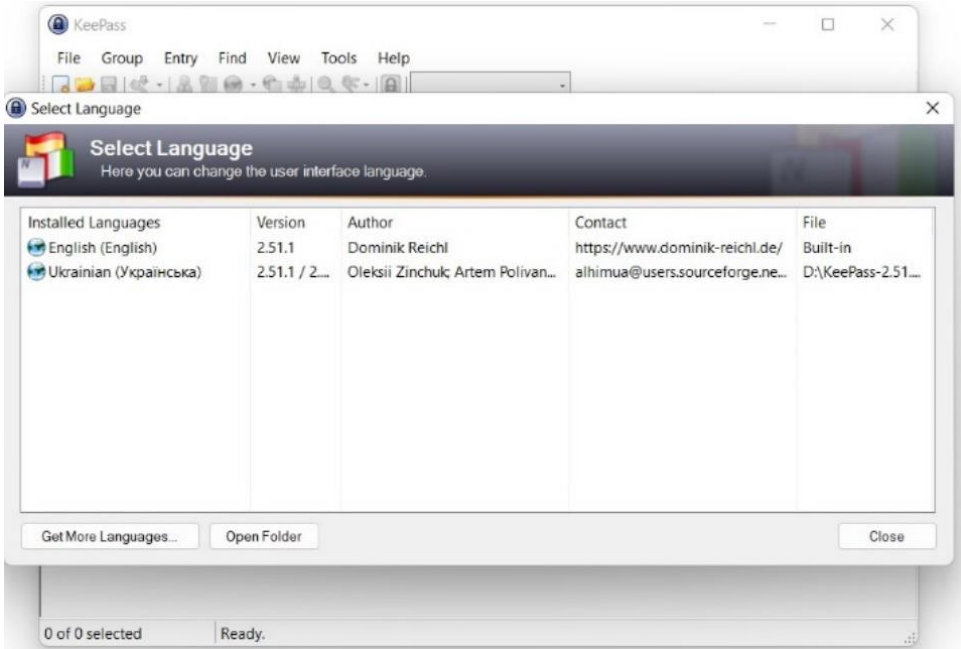 KeePass
File Group Entry Find View Tools Help
Select Language
Select Language
Here you can change the user interface language.
Installed Languages Version Author Contact File
English (English) 2.51.1 Dominik Reichl https://www.dominik-reichl.de/ Built-in
Ukrainian (Українська) 2.51.1 / 2.... Oleksii Zinchuk; Artem Polivan... alhimua@users.sourceforge.ne... D:\KeePass-2.51....
Get More Languages... Open Folder Close
0 of 0 selected Ready.